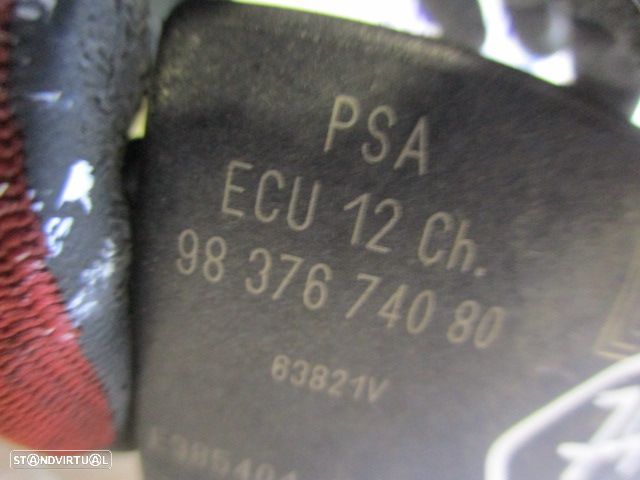 PSA
ECU 12 Ch.
98 376 740 80
63821V
STANDVIRTUAL